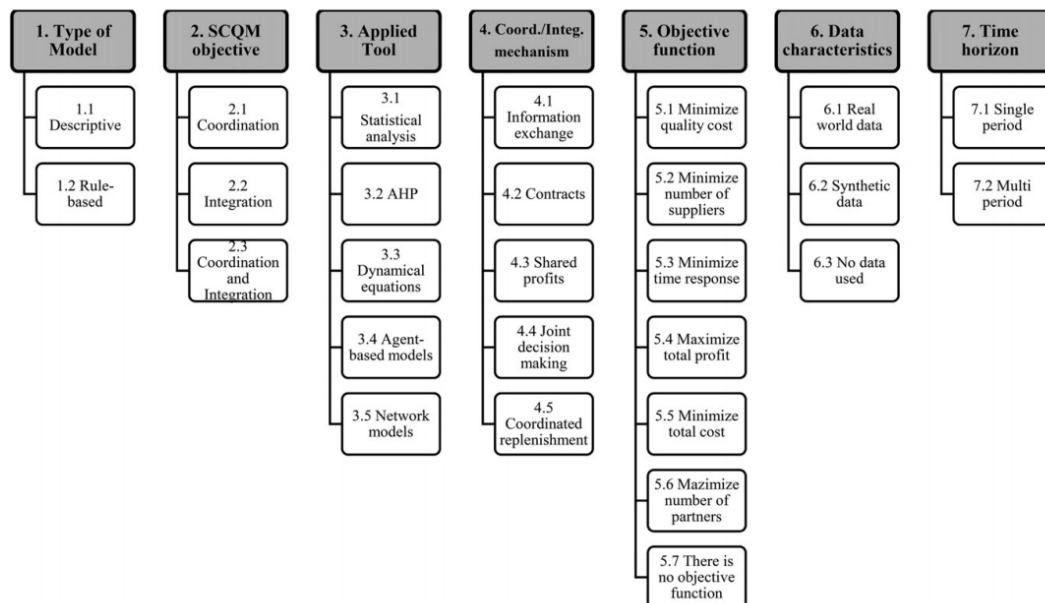 1. Type of
Model
1.1
Descriptive
1.2 Rule-
based
2. SCQM
objective
2.1
Coordination
2.2
Integration
2.3
Coordination
and
Integration
3. Applied
Tool
3.1
Statistical
analysis
3.2 AHP
3.3
Dynamical
equations
3.4 Agent-
based models
3.5 Network
models
4. Coord./Integ.
mechanism
4.1
Information
exchange
4.2 Contracts
4.3 Shared
profits
4.4 Joint
decision
making
4.5
Coordinated
replenishment
5. Objective
function
5.1 Minimize
quality cost
5.2 Minimize
number of
suppliers
5.3 Minimize
time response
5.4 Maximize
total profit
5.5 Minimize
total cost
5.6 Mazimize
number of
partners
5.7 There is
no objective
function
6. Data
characteristics
6.1 Real
world data
6.2 Synthetic
data
6.3 No data
used
7. Time
horizon
7.1 Single
period
7.2 Multi
period